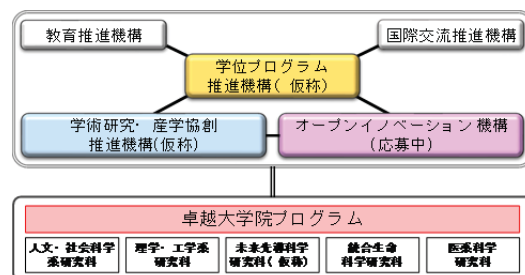 教育推進機構
国際交流推進機構
学位プログラム
推進機構( 仮称)
学術研究・ 産学協創
推進機構(仮称)
オープンイノベーション 機構
(応募中)
卓越大学院プログラム
人文・社会科学
系研究科
理学・工学系
研究科
未来先導科学
研究科( 仮称)
統合生命
科学研究科
医系科学
研究科